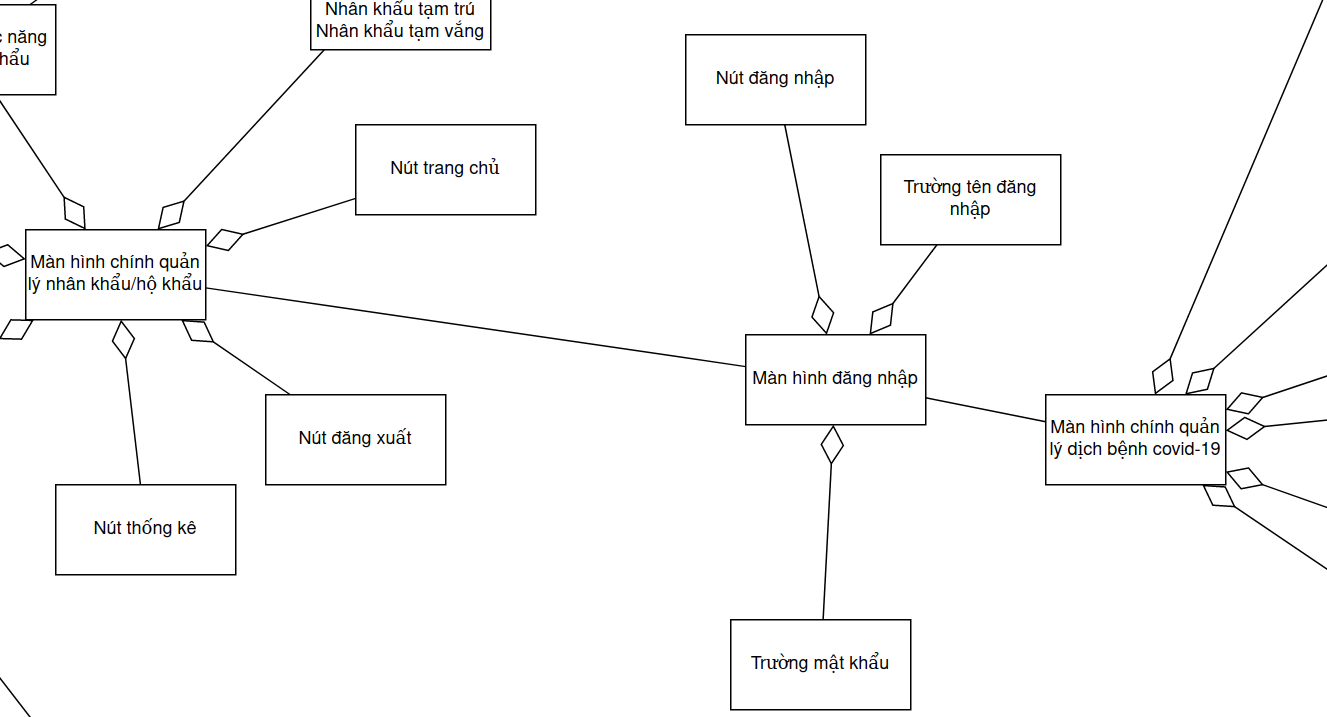 Nhân khẩu tạm trú
Nhân khẩu tạm vắng
năng
Nút đăng nhập
Nút trang chủ
Trường tên đăng
nhập
Màn hình chính quản
lý nhân khẩu/hộ khẩu
Màn hình đăng nhập
Màn hình chính quản
lý dịch bệnh covid-19
Nút đăng xuất
Nút thống kê
Trường mật khẩu